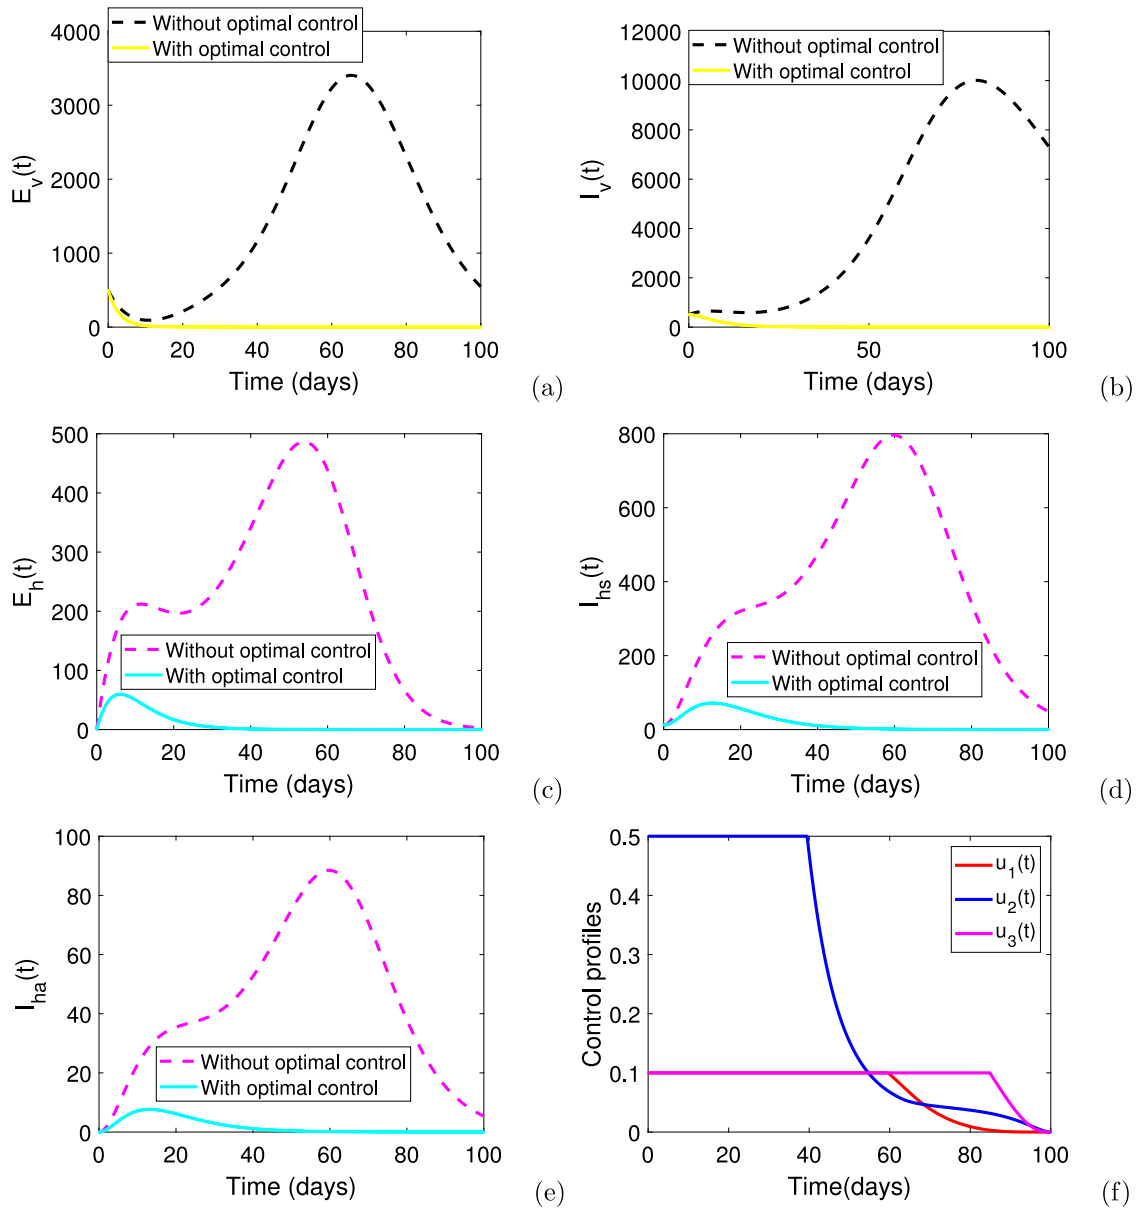 Without optimal control
With optimal control
4000
3000
2000
1000
0
E_v(t)
0 20 40 60 80 100
Time (days)
(a)
Without optimal control
With optimal control
12000
10000
8000
6000
4000
2000
0
I_v(t)
0 50 100
Time (days)
(b)
500
400
300
200
100
0
E_h(t)
Without optimal control
With optimal control
0 20 40 60 80 100
Time (days)
(c)
800
600
400
200
0
I_hs(t)
Without optimal control
With optimal control
0 20 40 60 80 100
Time (days)
(d)
100
80
60
40
20
0
I_ha(t)
Without optimal control
With optimal control
0 20 40 60 80 100
Time (days)
(e)
0.5
0.4
0.3
0.2
0.1
0
Control profiles
u_1(t)
u_2(t)
u_3(t)
0 20 40 60 80 100
Time(days)
(f)